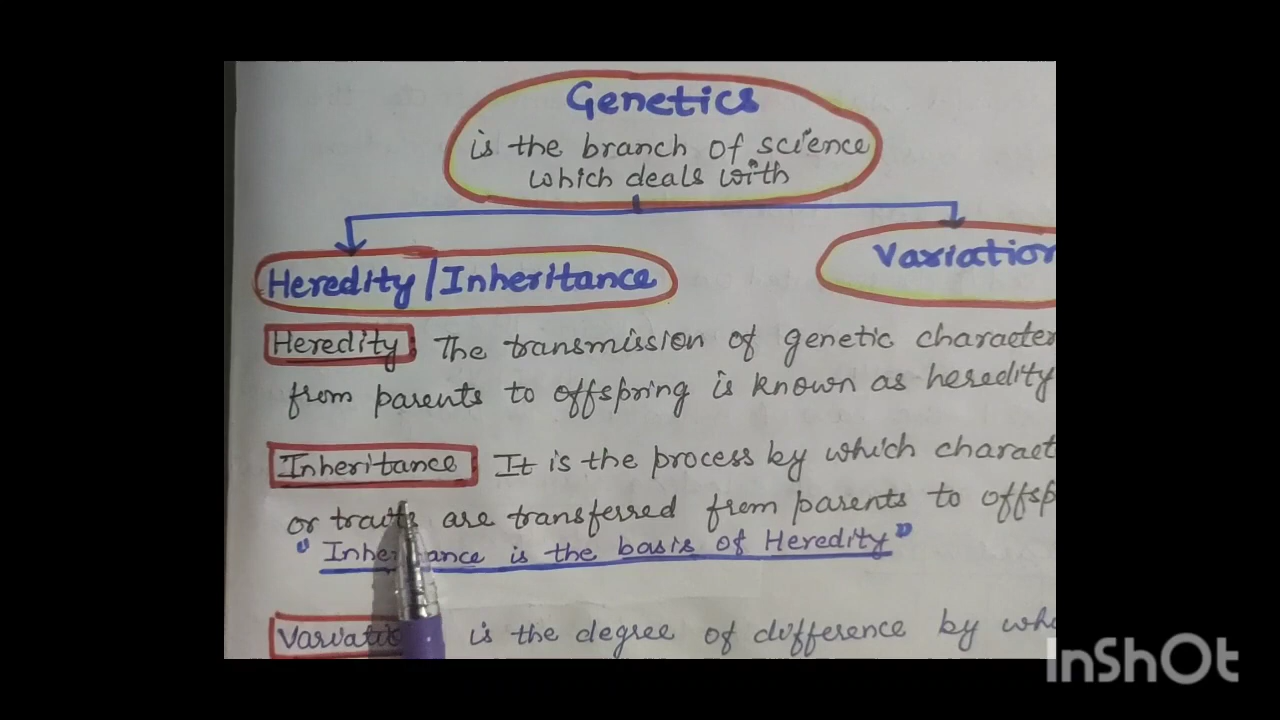 Genetics
is the branch of science
which deals with
Heredity/Inheritance
Variation
Heredity: The transmission of genetic character
from parents to offspring is known as heredity
Inheritance: It is the process by which charact
or traits are transferred from parents to offsp
"Inheritance is the basis of Heredity"
Variatio is the degree of difference by whi
InShOt